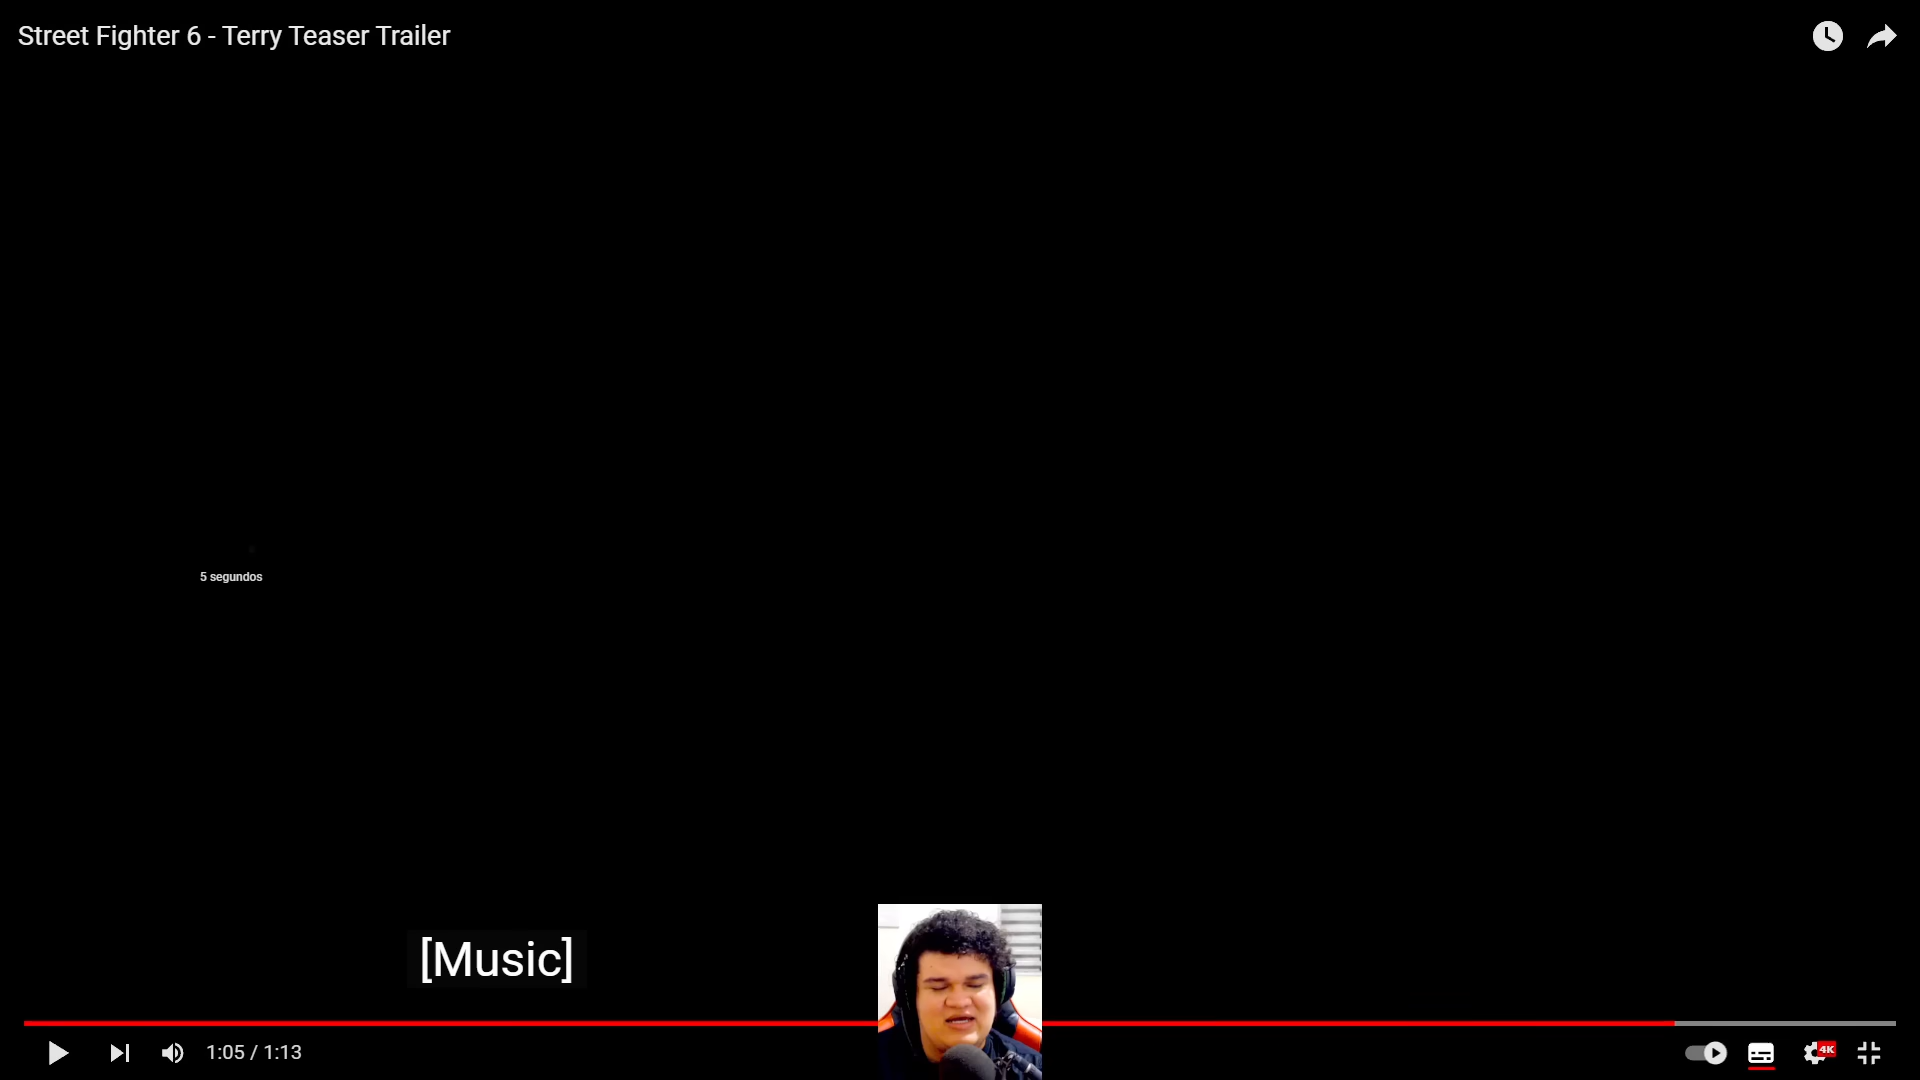 Street Fighter 6 - Terry Teaser Trailer
5 segundos
[Music]
1:05 / 1:13
4K